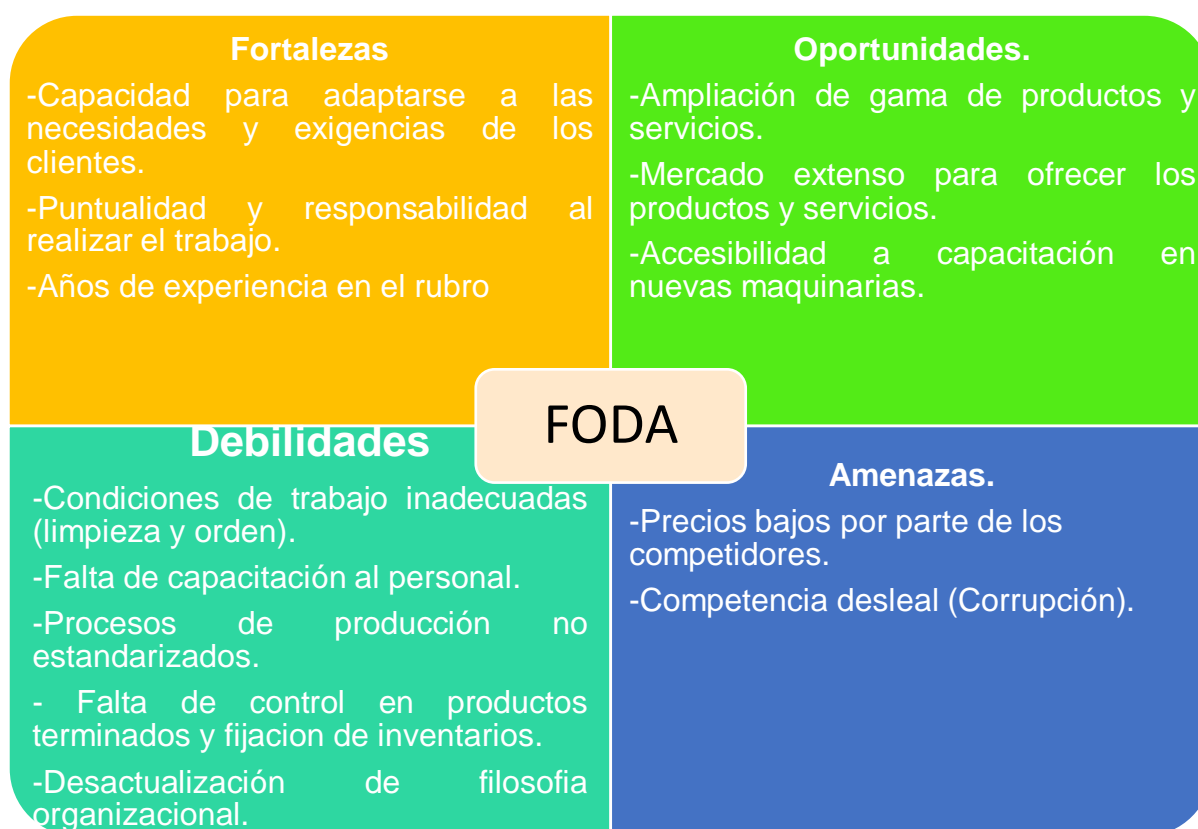 Fortalezas
-Capacidad para adaptarse a las
necesidades y exigencias de los
clientes.
-Puntualidad y responsabilidad al
realizar el trabajo.
-Años de experiencia en el rubro
Oportunidades.
-Ampliación de gama de productos y
servicios.
-Mercado extenso para ofrecer los
productos y servicios.
-Accesibilidad a capacitación en
nuevas maquinarias.
FODA
Debilidades
-Condiciones de trabajo inadecuadas
(limpieza y orden).
-Falta de capacitación al personal.
-Procesos de producción no
estandarizados.
- Falta de control en productos
terminados y fijacion de inventarios.
-Desactualización de filosofia
organizacional.
Amenazas.
-Precios bajos por parte de los
competidores.
-Competencia desleal (Corrupción).